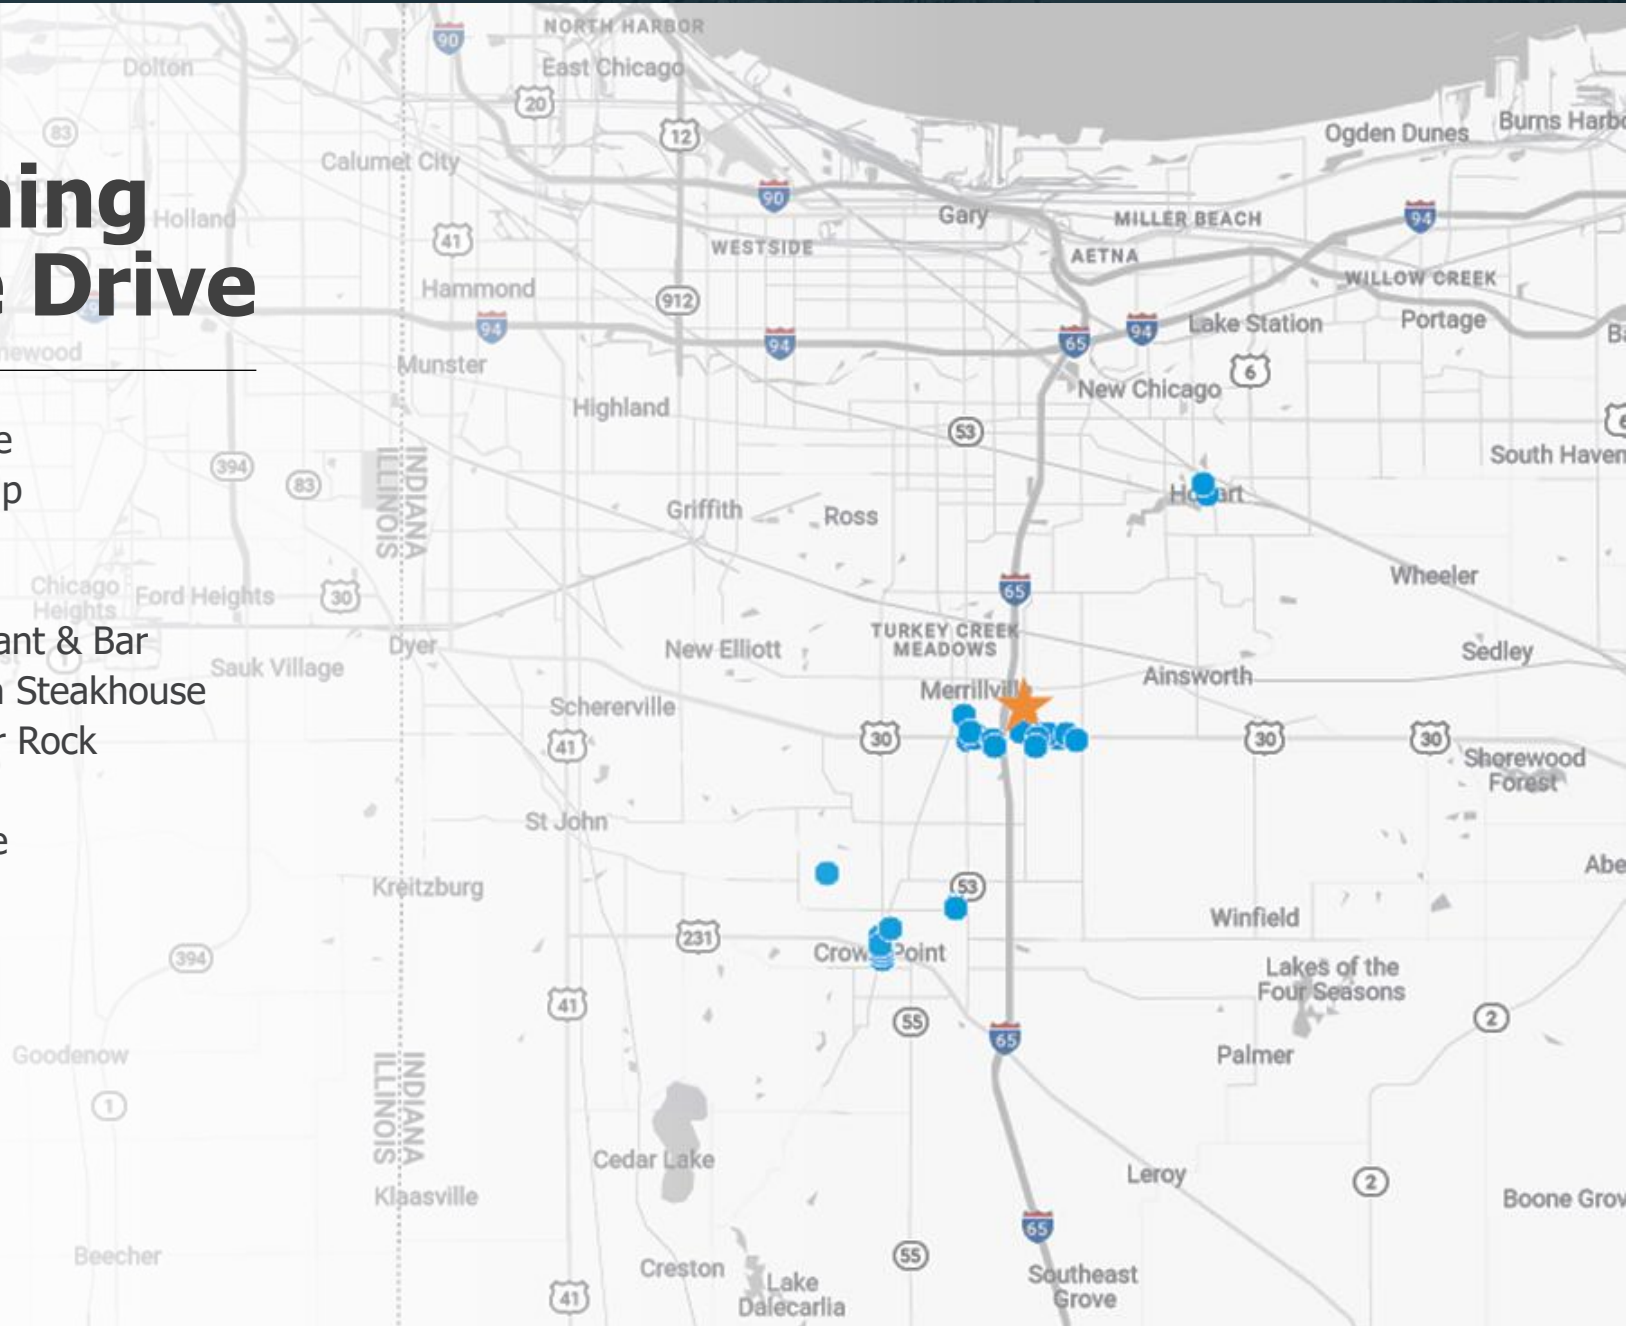 ning
e Drive
e
p
ant & Bar
n Steakhouse
r Rock
e
NORTH HARBOR
90
Dolton
East Chicago
20
12
83
Ogden Dunes
Burns Harbo
Calumet City
90
Holland
Gary
MILLER BEACH
94
41
WESTSIDE
AETNA
Hammond
912
WILLOW CREEK
94
94
65
94
Lake Station
Portage
Ba
newood
Munster
6
New Chicago
Highland
6
53
394
83
South Haven
INDIANA
ILLINOIS
Hobart
Griffith
Ross
Chicago
Heights
Ford Heights
30
65
Wheeler
TURKEY CREEK
MEADOWS
1
Dyer
New Elliott
Sedley
Sauk Village
Ainsworth
Merrillville
Schererville
41
30
30
30
Shorewood
Forest
St John
Kreitzburg
53
Abe
Winfield
231
Crown Point
394
Lakes of the
Four Seasons
41
55
2
65
Goodenow
Palmer
INDIANA
ILLINOIS
1
Cedar Lake
Leroy
2
Klaasville
Boone Grov
65
Beecher
55
Creston
Southeast
Grove
Lake
Dalecarlia
41